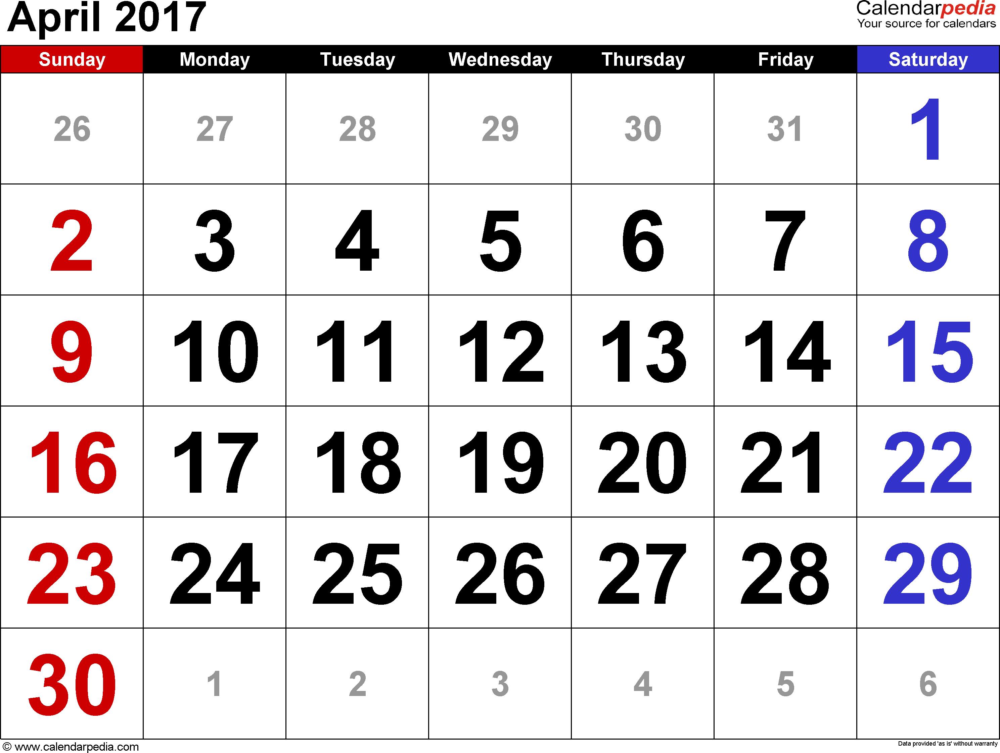 April 2017
Calendarpedia
Your source for calendars
Sunday Monday Tuesday Wednesday Thursday Friday Saturday
26 27 28 29 30 31 1
2 3 4 5 6 7 8
9 10 11 12 13 14 15
16 17 18 19 20 21 22
23 24 25 26 27 28 29
30 1 2 3 4 5 6
© www.calendarpedia.com
Data provided 'as is' without warranty